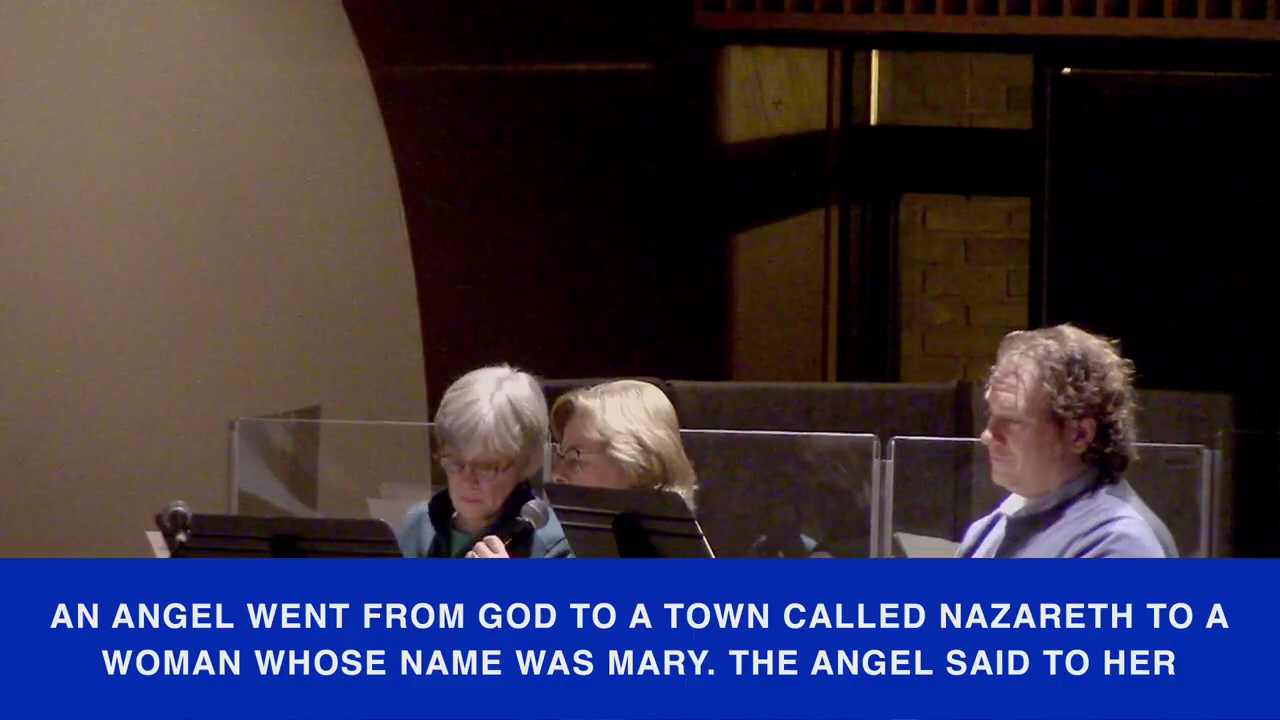 AN ANGEL WENT FROM GOD TO A TOWN CALLED NAZARETH TO A
WOMAN WHOSE NAME WAS MARY. THE ANGEL SAID TO HER